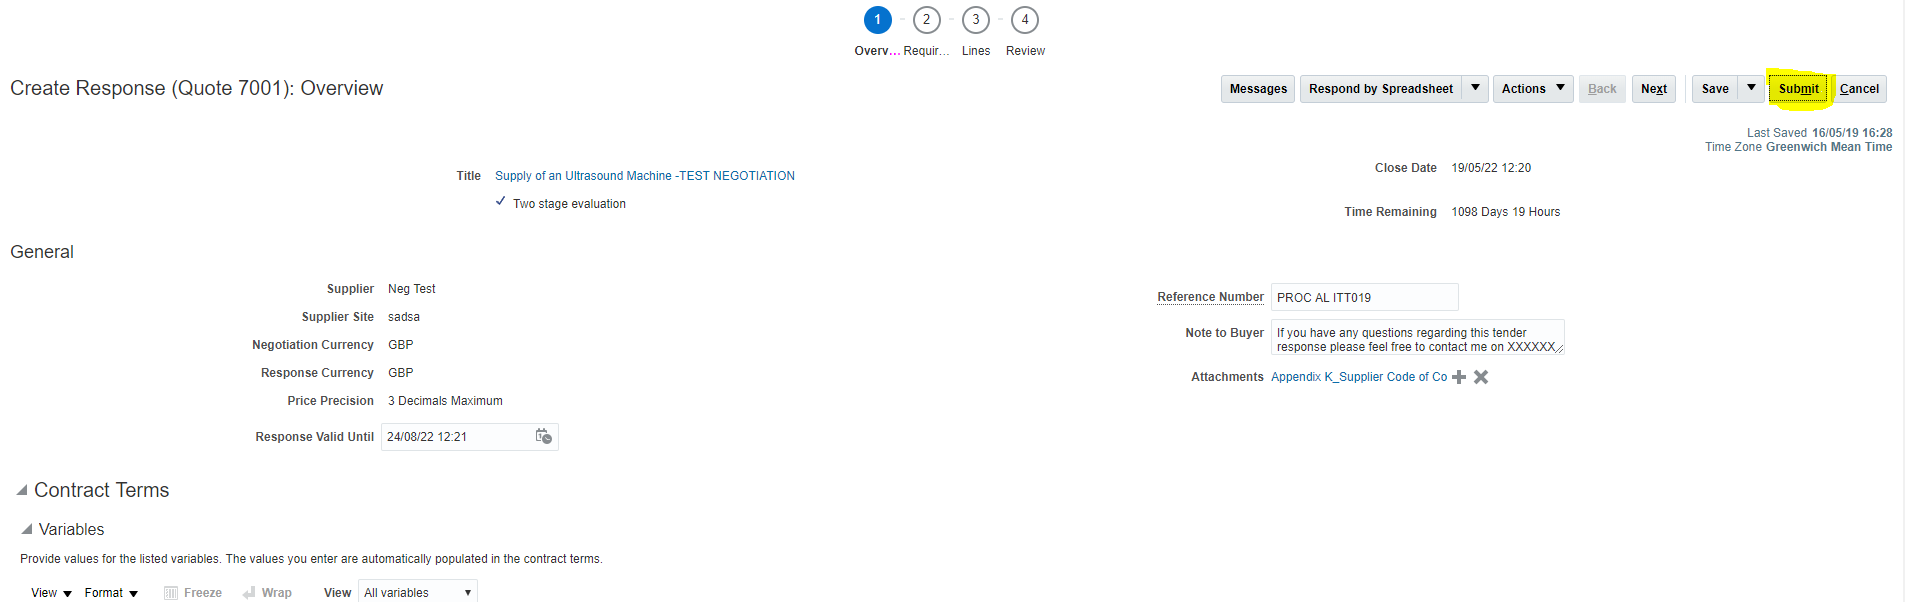 1 2 3 4
Overv... Requir... Lines Review
Create Response (Quote 7001): Overview
Messages Respond by Spreadsheet Actions Back Next Save Submit Cancel
Last Saved 16/05/19 16:28
Time Zone Greenwich Mean Time
Title Supply of an Ultrasound Machine -TEST NEGOTIATION
Two stage evaluation
Close Date 19/05/22 12:20
Time Remaining 1098 Days 19 Hours
General
Supplier Neg Test
Supplier Site sadsa
Negotiation Currency GBP
Response Currency GBP
Price Precision 3 Decimals Maximum
Response Valid Until 24/08/22 12:21
Reference Number PROC AL ITT019
Note to Buyer If you have any questions regarding this tender
response please feel free to contact me on XXXXXX
Attachments Appendix K_Supplier Code of Co
Contract Terms
Variables
Provide values for the listed variables. The values you enter are automatically populated in the contract terms.
View Format Freeze Wrap View All variables